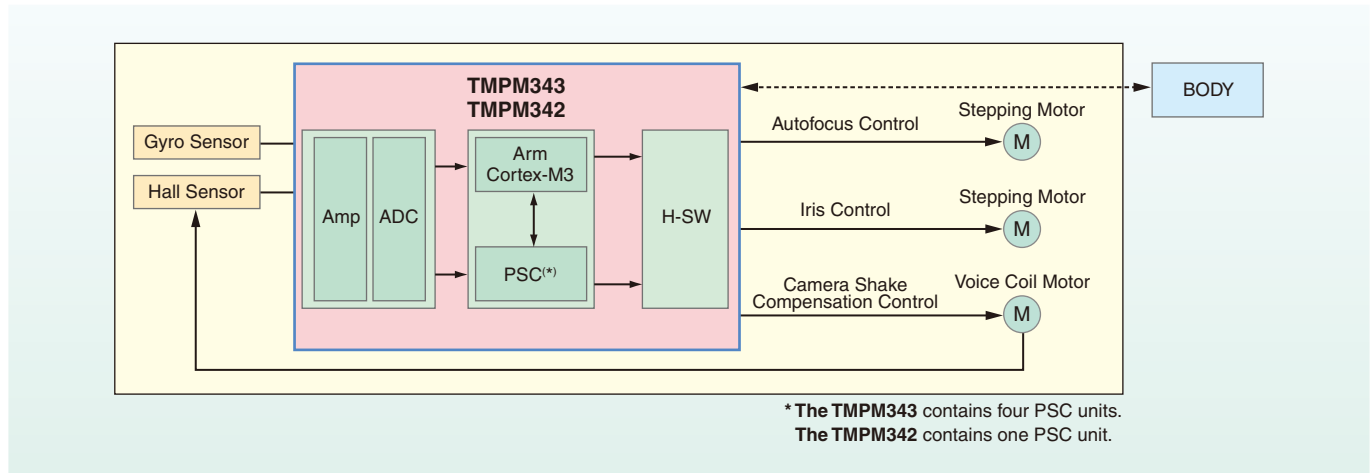 TMPM343
TMPM342
BODY
Gyro Sensor
Hall Sensor
Amp
ADC
Arm
Cortex-M3
PSC(*)
H-SW
Autofocus Control
Stepping Motor
M
Iris Control
Stepping Motor
M
Camera Shake
Compensation Control
Voice Coil Motor
M
* The TMPM343 contains four PSC units.
The TMPM342 contains one PSC unit.